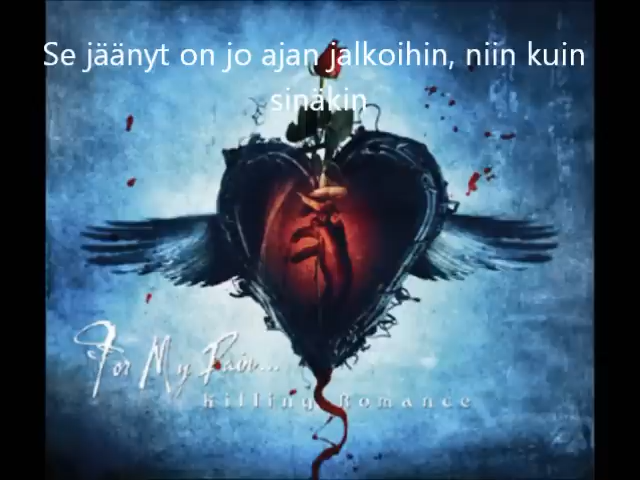 Se jäänyt on jo ajan jalkoihin, niin kuin
sinäkin
For My Pain...
Killing Romance